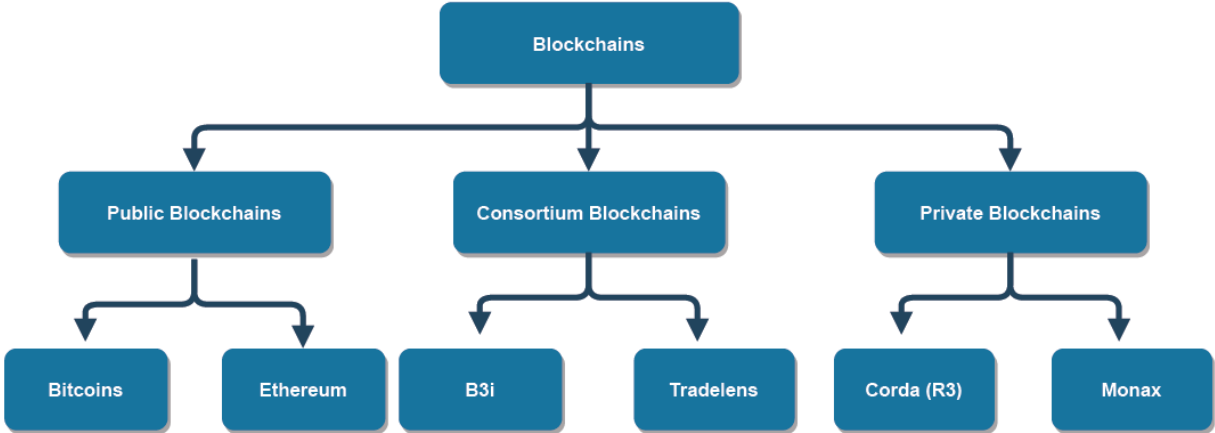 Blockchains
Public Blockchains
Consortium Blockchains
Private Blockchains
Bitcoins
Ethereum
B3i
Tradelens
Corda (R3)
Monax